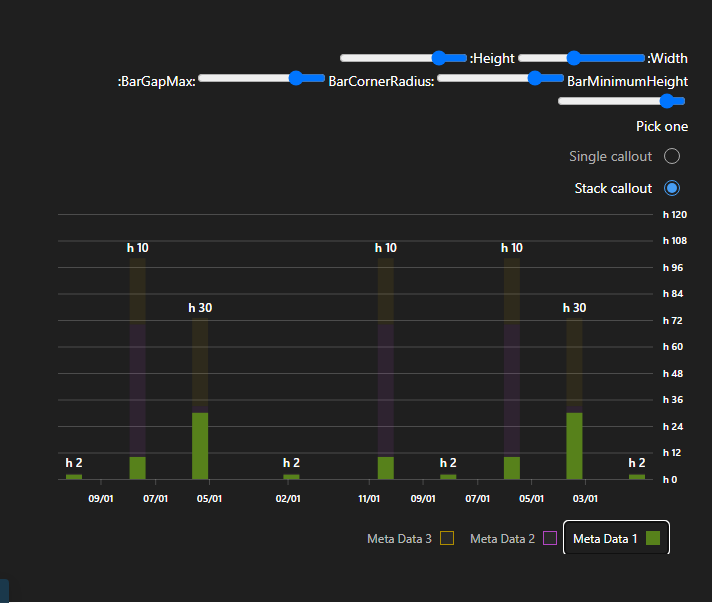 :Height :Width
:BarGapMax: BarCornerRadius: BarMinimumHeight
Pick one
Single callout
Stack callout
h 120
h 108
h 10 h 10 h 10
h 96
h 84
h 30 h 30
h 72
h 60
h 48
h 36
h 24
h 2 h 2 h 2 h 2
h 12
h 0
09/01 07/01 05/01 02/01 11/01 09/01 07/01 05/01 03/01
Meta Data 3 Meta Data 2 Meta Data 1